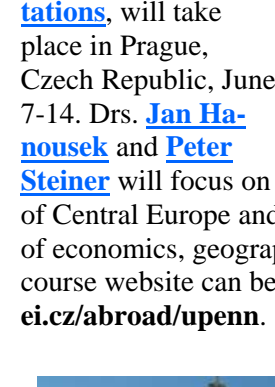 tations, will take
place in Prague,
Czech Republic, June
7-14. Drs. Jan Ha-
nousek and Peter
Steiner will focus on
of Central Europe and
of economics, geograp
course website can be
ei.cz/abroad/upenn.